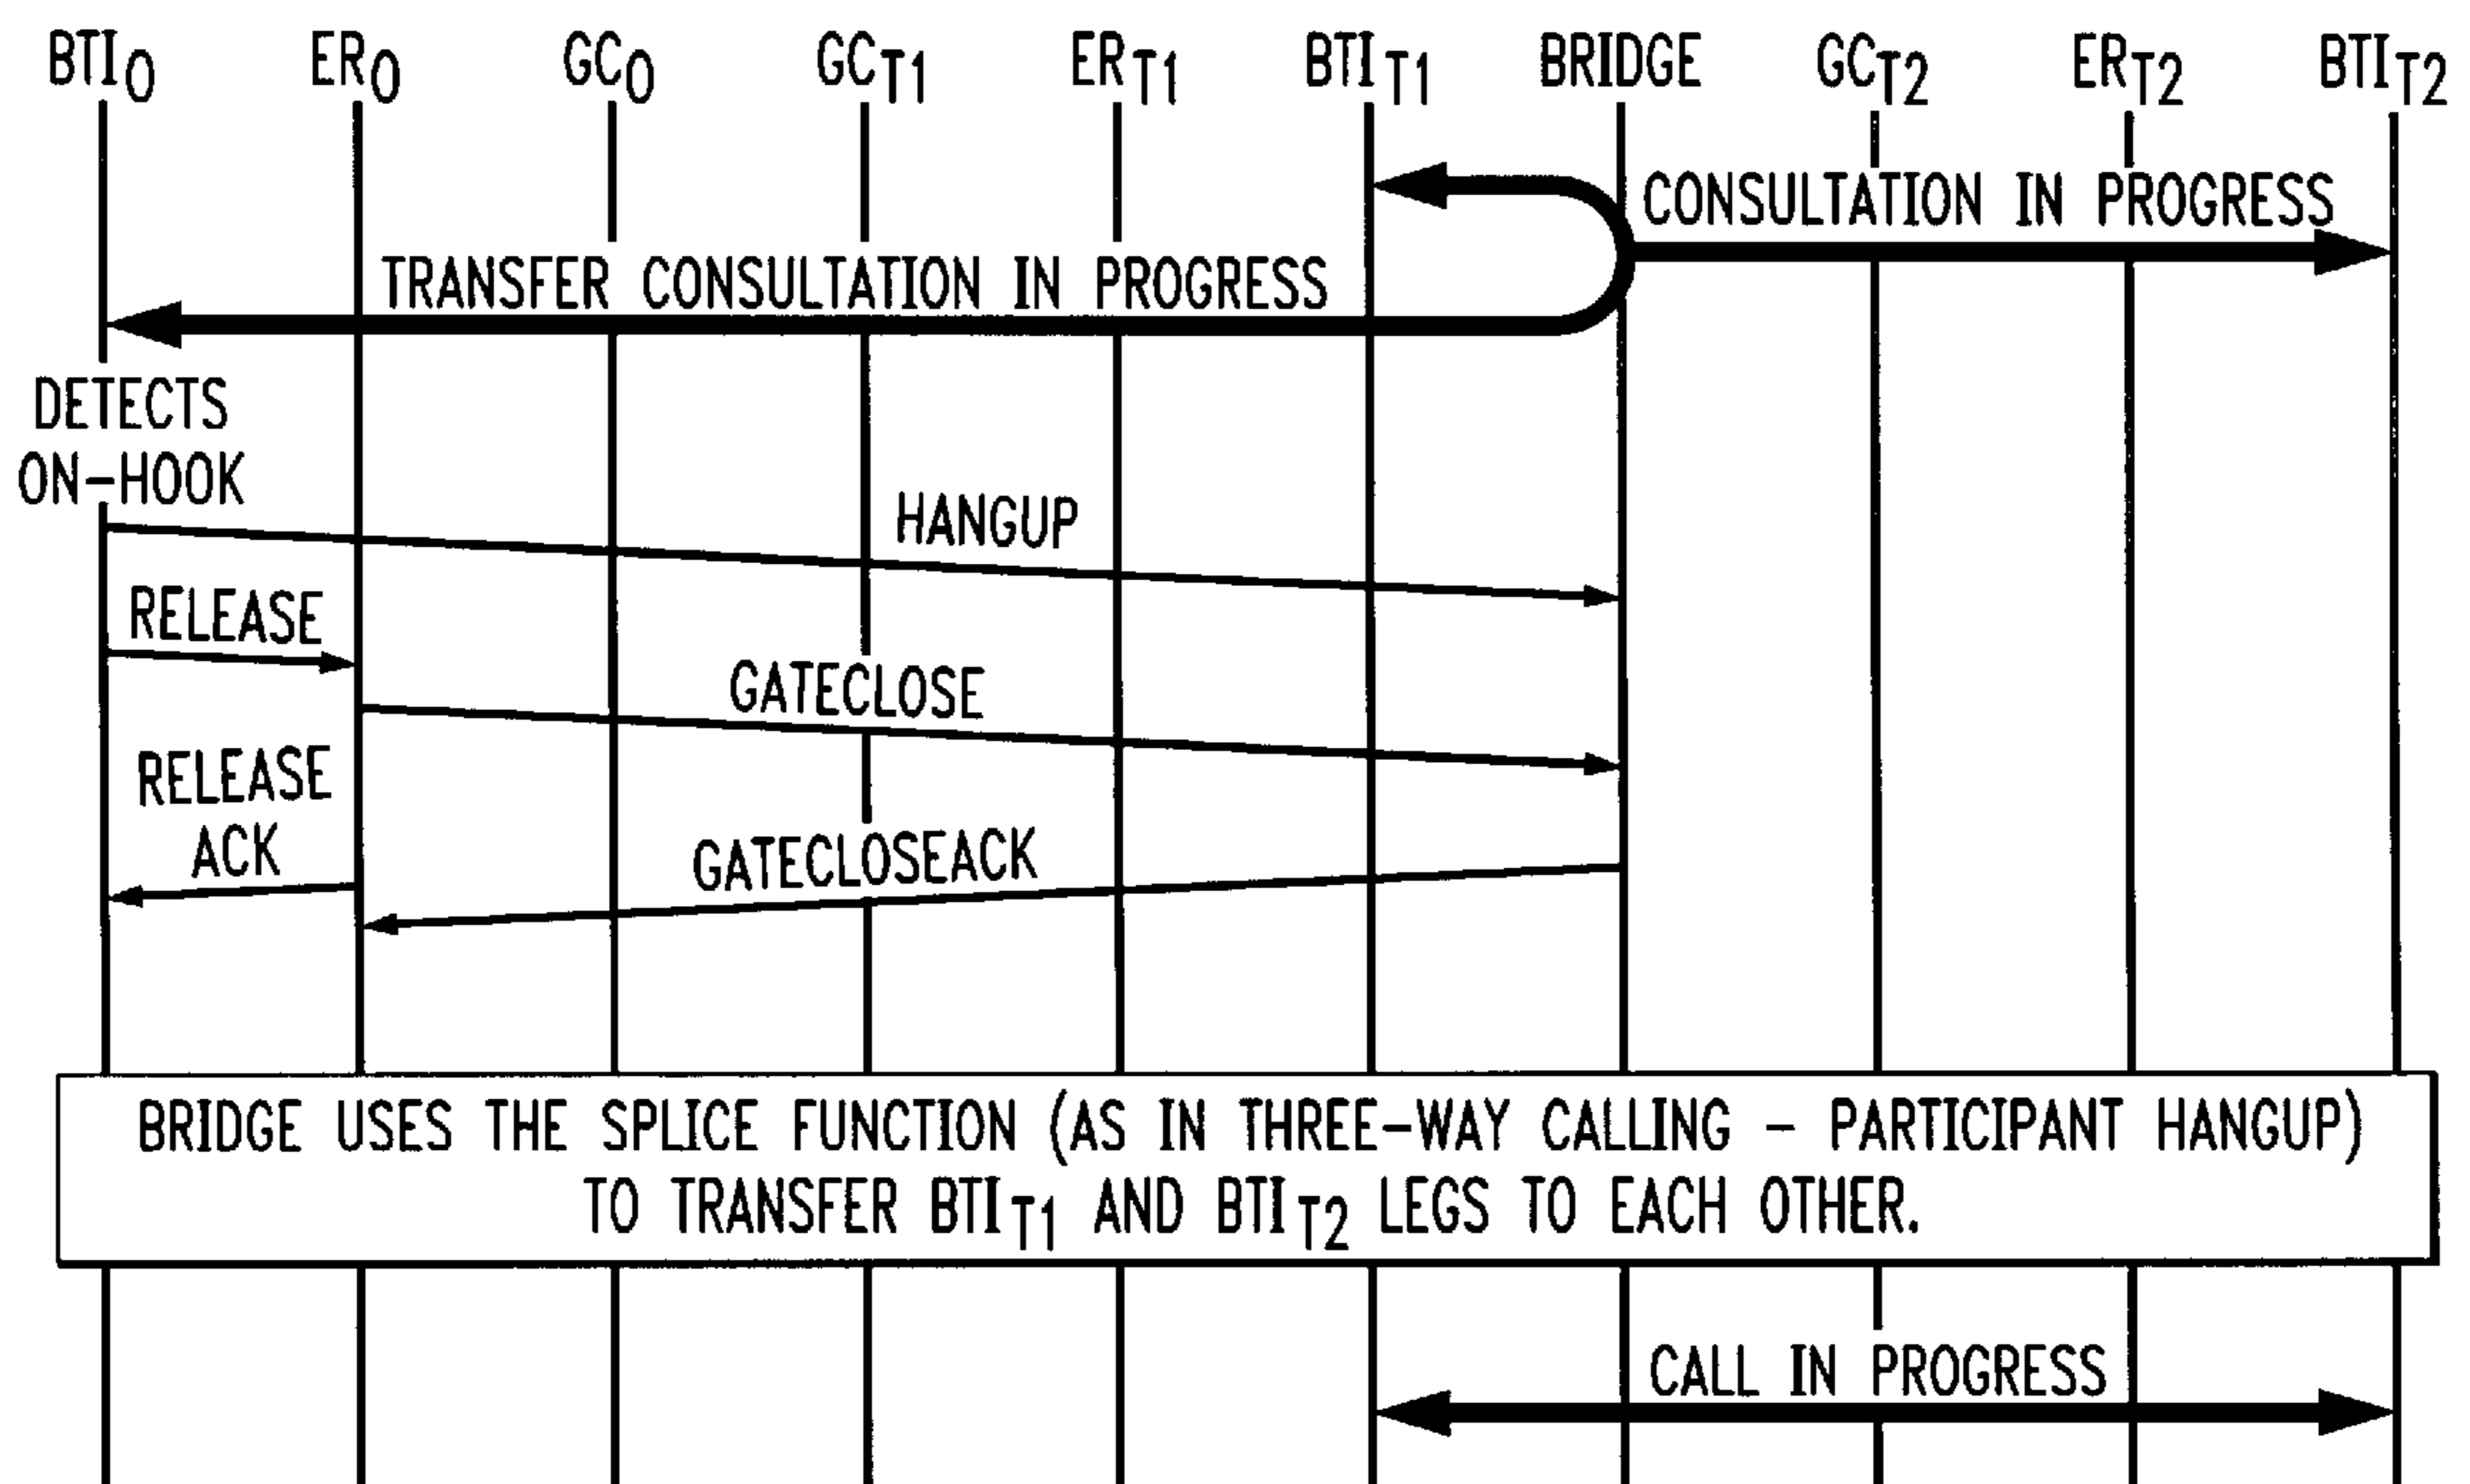 BTIO ERO GCO GCT1 ERT1 BTIT1 BRIDGE GCT2 ERT2 BTIT2
CONSULTATION IN PROGRESS
TRANSFER CONSULTATION IN PROGRESS
DETECTS
ON-HOOK
HANGUP
RELEASE
GATECLOSE
RELEASE
ACK
GATECLOSEACK
BRIDGE USES THE SPLICE FUNCTION (AS IN THREE-WAY CALLING - PARTICIPANT HANGUP)
TO TRANSFER BTIT1 AND BTIT2 LEGS TO EACH OTHER.
CALL IN PROGRESS